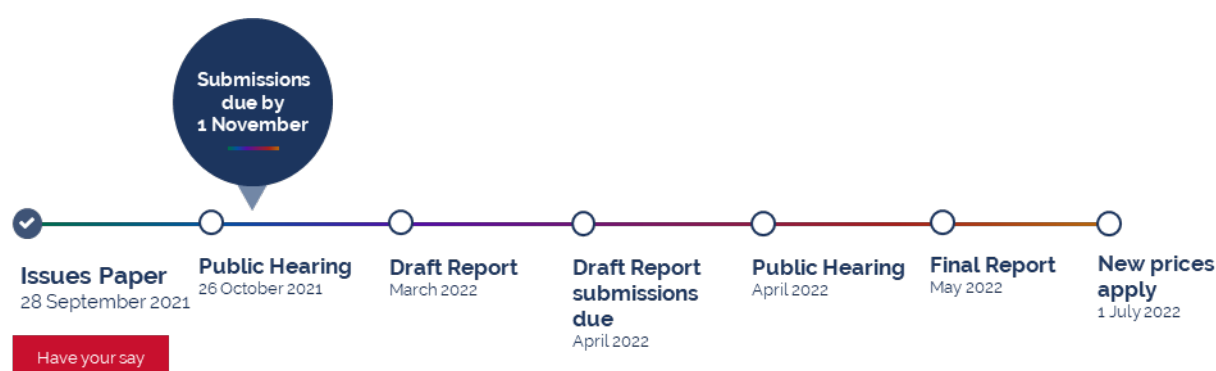 Submissions
due by
1 November
Issues Paper
28 September 2021
Have your say
Public Hearing
26 October 2021
Draft Report
March 2022
Draft Report
submissions
due
April 2022
Public Hearing
April 2022
Final Report
May 2022
New prices
apply
1 July 2022